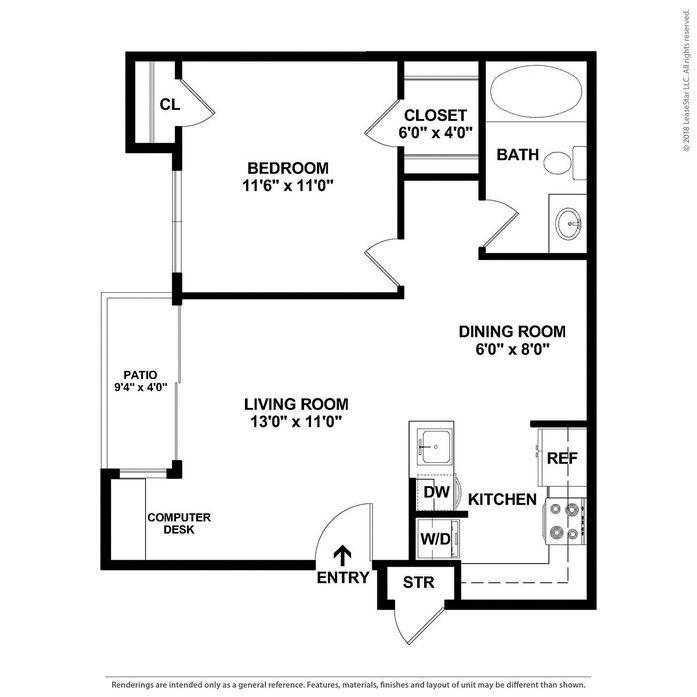 © 2018 LeaseStar LLC. All rights reserved.
CL
CLOSET
6'0" x 4'0"
BATH
BEDROOM
11'6" x 11'0"
DINING ROOM
6'0" x 8'0"
PATIO
9'4" x 4'0"
LIVING ROOM
13'0" x 11'0"
REF
DW
KITCHEN
COMPUTER
DESK
W/D
ENTRY
STR
Renderings are intended only as a general reference. Features, materials, finishes and layout of unit may be different than shown.